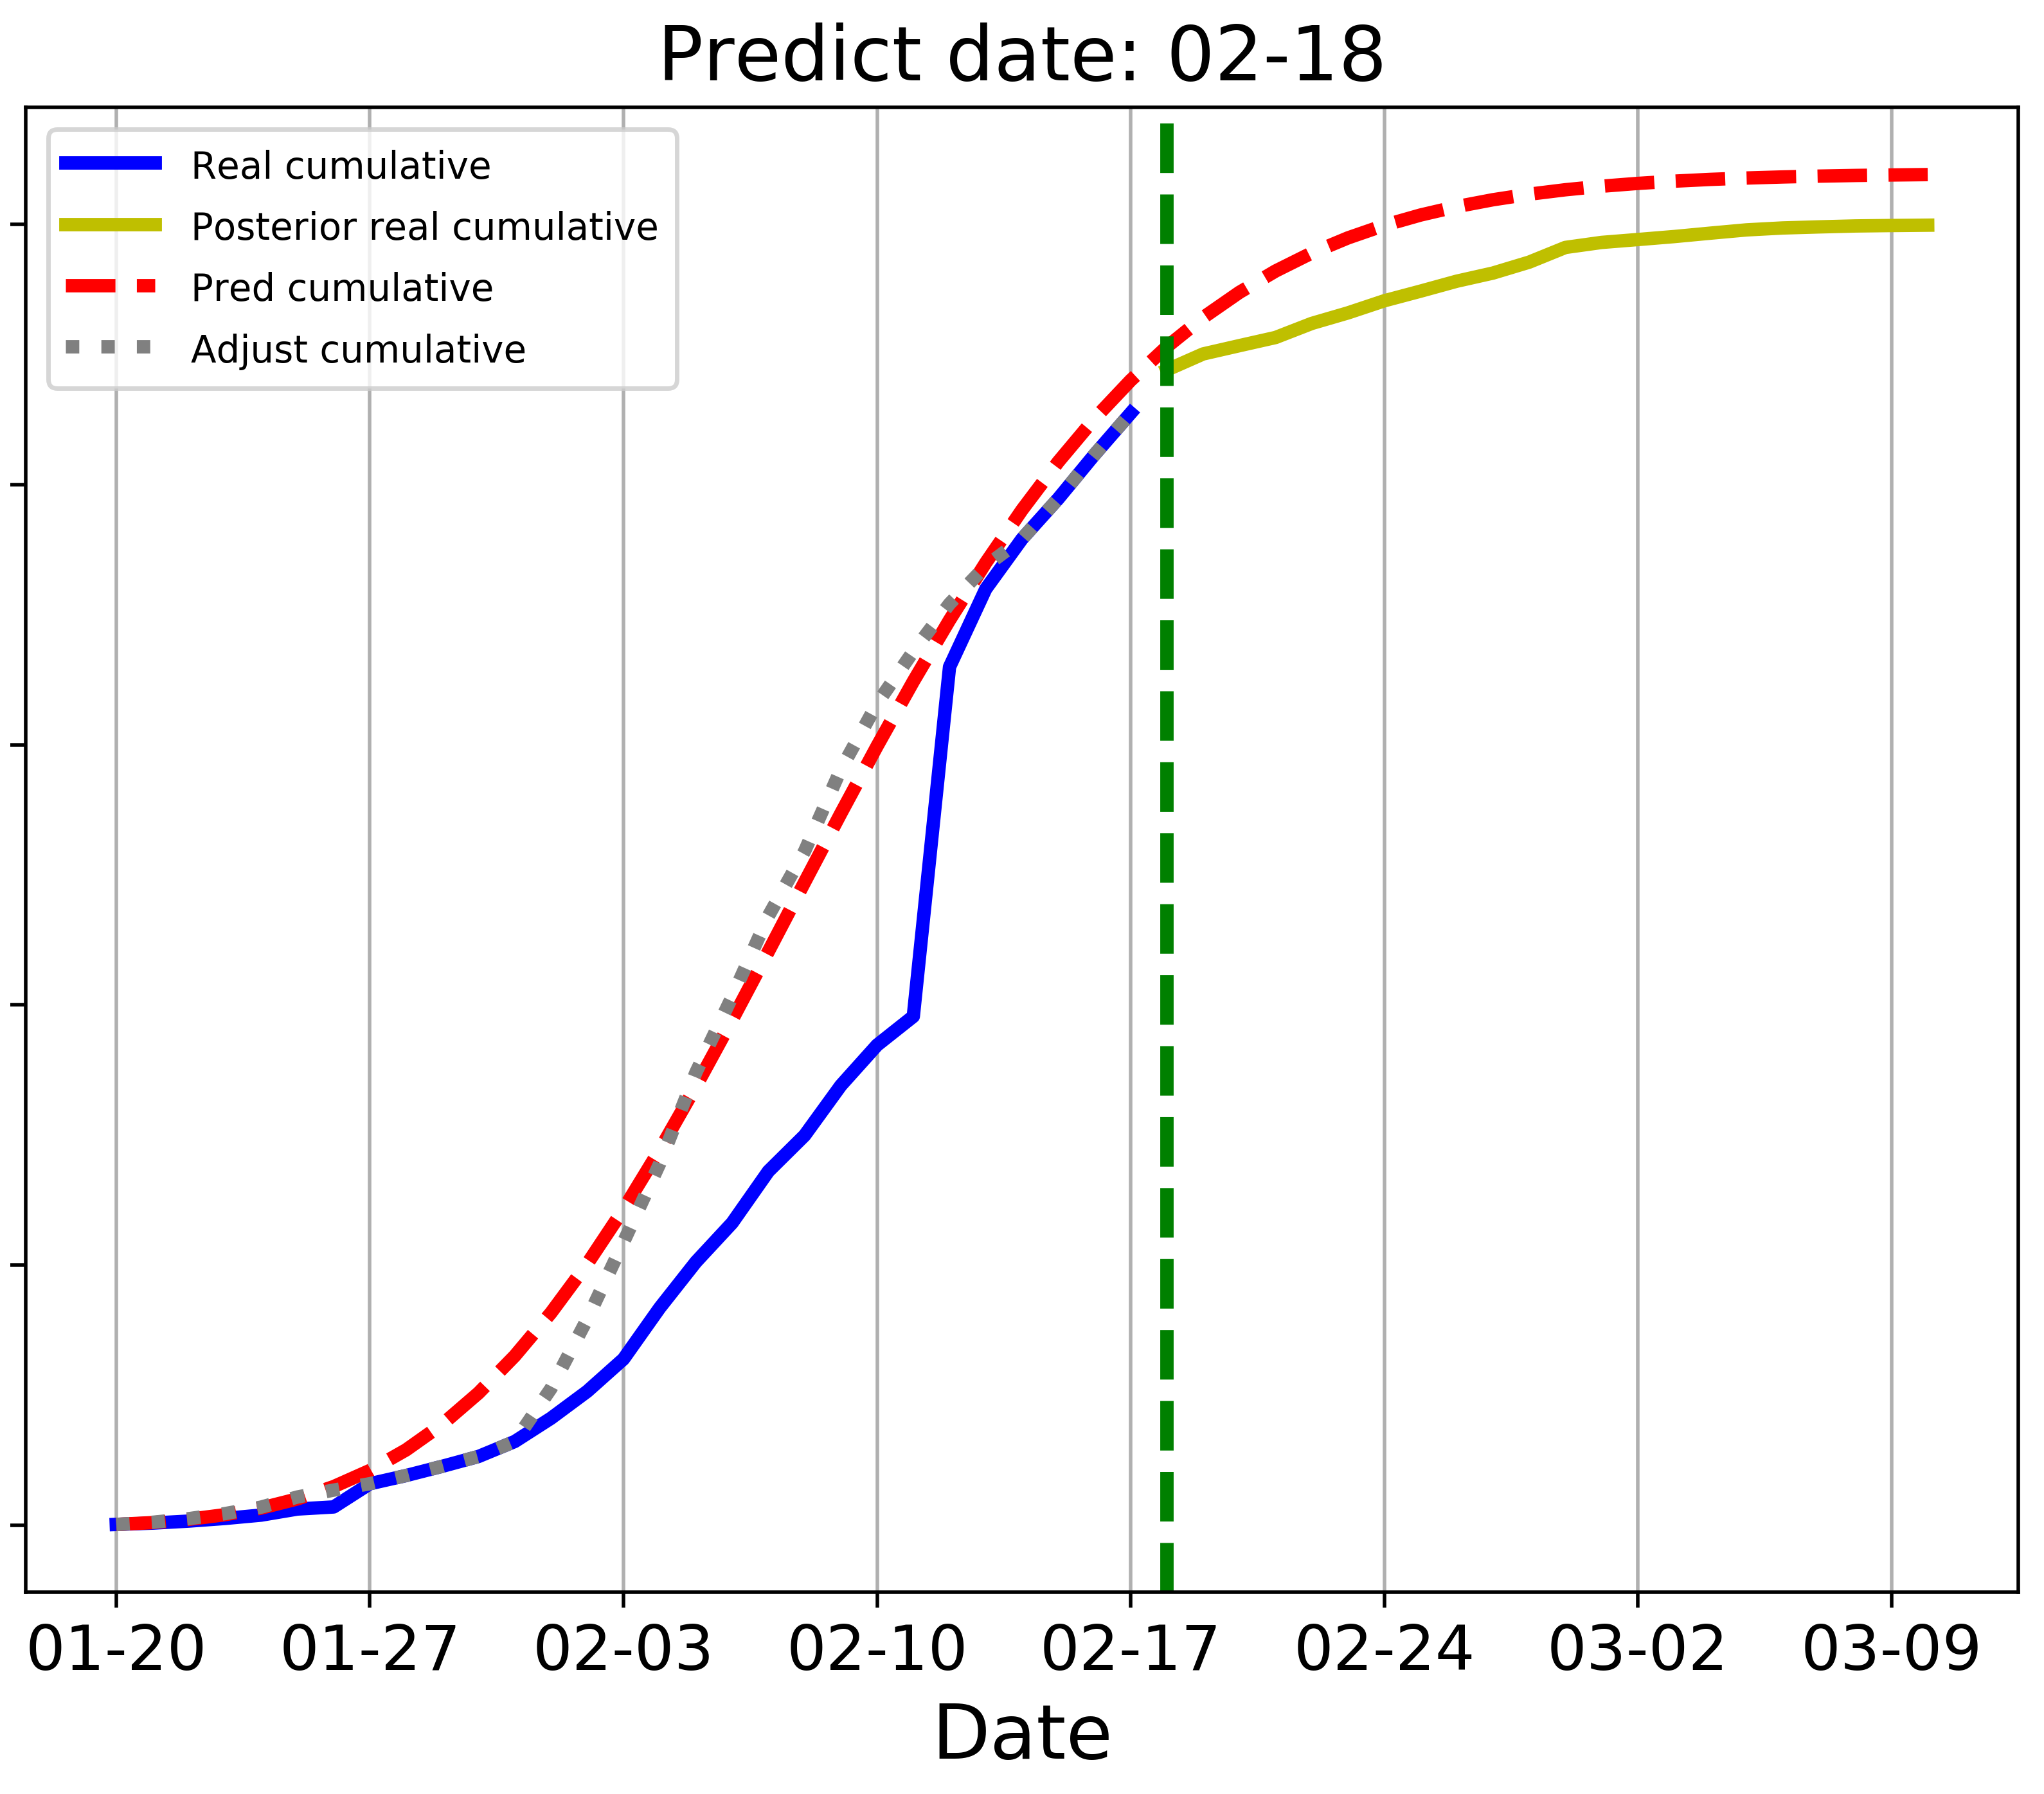 Predict date: 02-18
Real cumulative
Posterior real cumulative
Pred cumulative
Adjust cumulative
01-20 01-27 02-03 02-10 02-17 02-24 03-02 03-09
Date